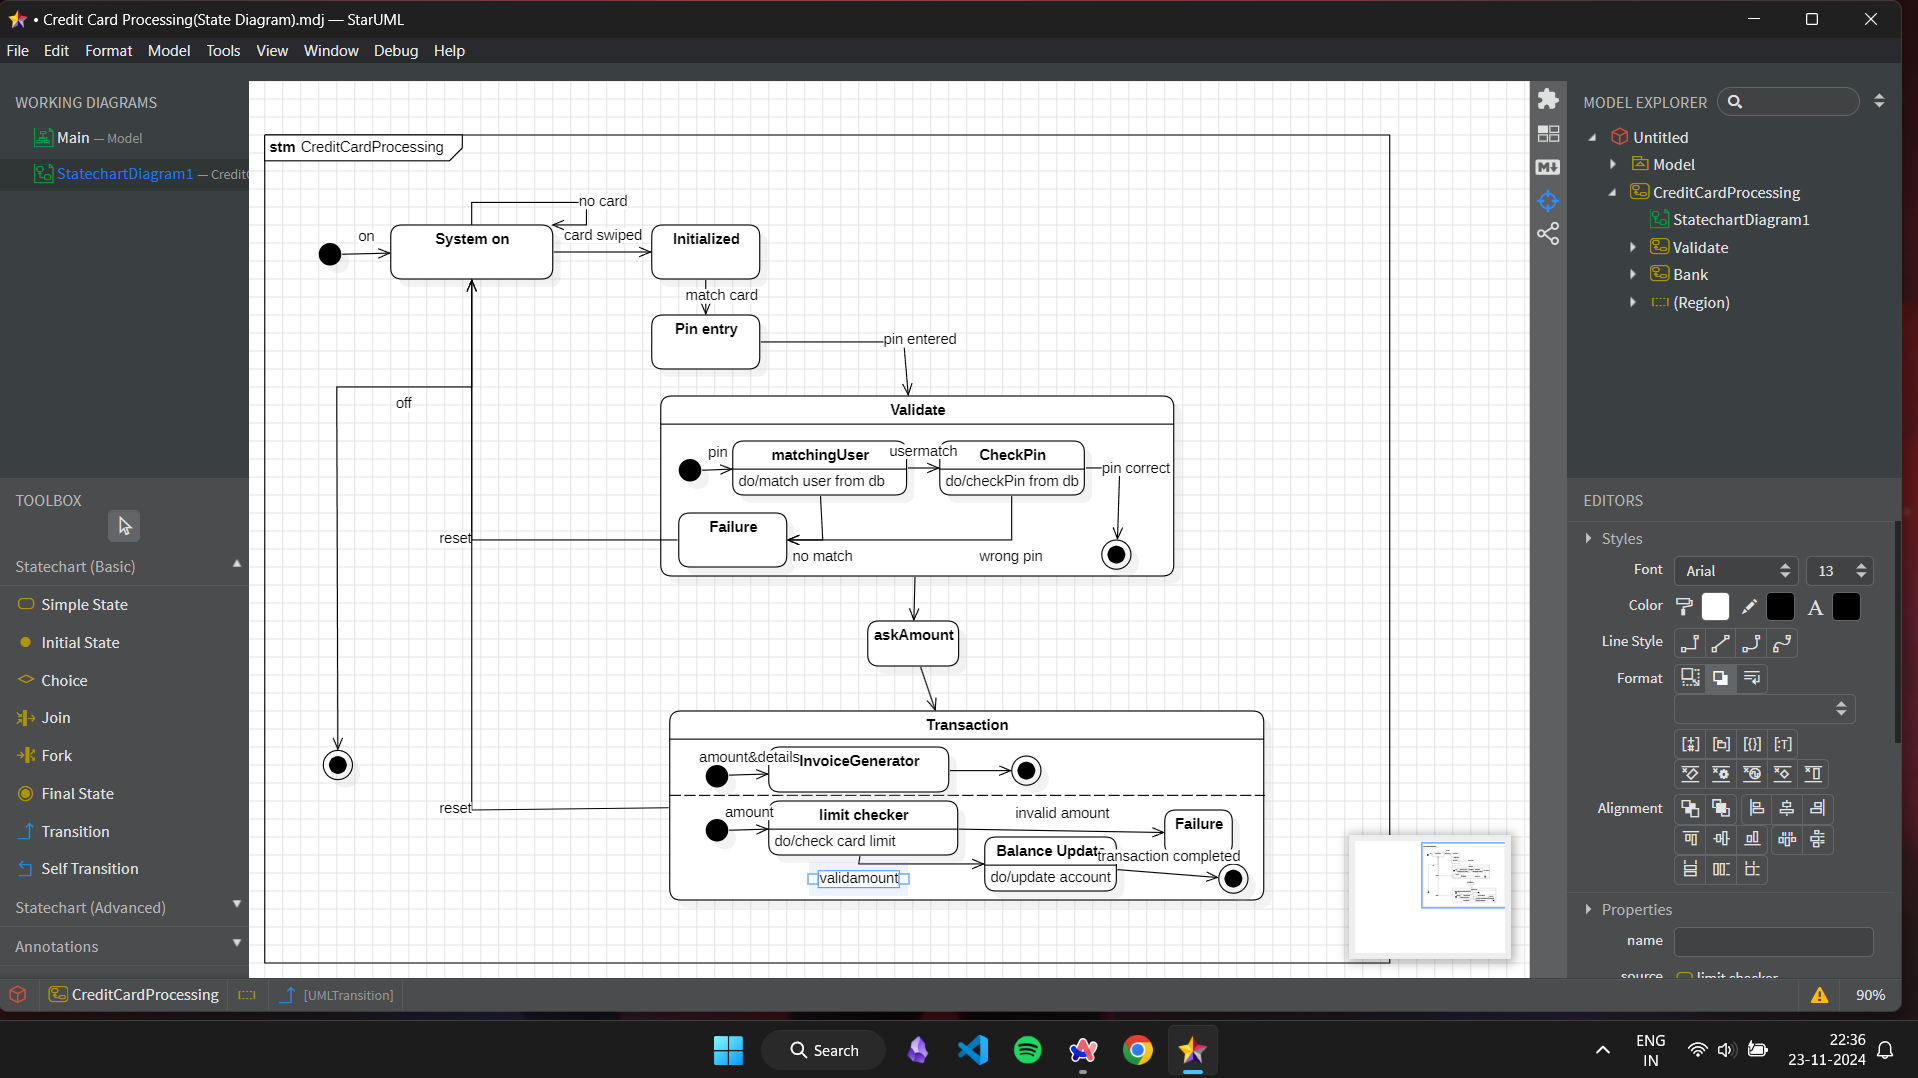 • Credit Card Processing(State Diagram).mdj — StarUML
File Edit Format Model Tools View Window Debug Help
WORKING DIAGRAMS
Main — Model
StatechartDiagram1 — Credit
TOOLBOX
Statechart (Basic)
Simple State
Initial State
Choice
Join
Fork
Final State
Transition
Self Transition
Statechart (Advanced)
Annotations
stm CreditCardProcessing
no card
on
System on
card swiped
Initialized
match card
Pin entry
pin entered
off
Validate
pin
matchingUser
usermatch
CheckPin
pin correct
do/match user from db
do/checkPin from db
Failure
reset
no match
wrong pin
askAmount
Transaction
amount&details
InvoiceGenerator
reset
amount
limit checker
invalid amount
Failure
do/check card limit
Balance Update
transaction completed
validamount
do/update account
MODEL EXPLORER
Untitled
Model
CreditCardProcessing
StatechartDiagram1
Validate
Bank
(Region)
EDITORS
Styles
Font Arial 13
Color A
Line Style
Format
Alignment
Properties
name
source limit checker
CreditCardProcessing [UMLTransition] 90%
Search
ENG
IN
22:36
23-11-2024